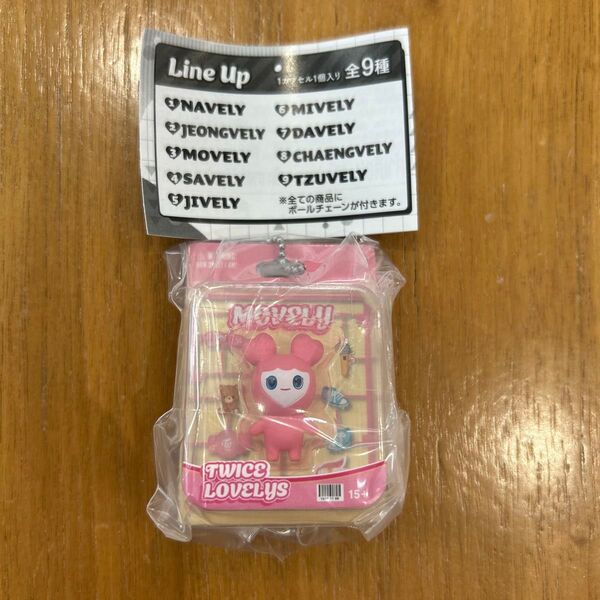 Line Up
1カプセル1個入り 全9種
1 NAVELY
2 JEONGVELY
3 MOVELY
4 SAVELY
5 JIVELY
6 MIVELY
7 DAVELY
8 CHAENGVELY
9 TZUVELY
※全ての商品に
ボールチェーンが付きます。
MOVELY
TWICE
LOVELYS
15+